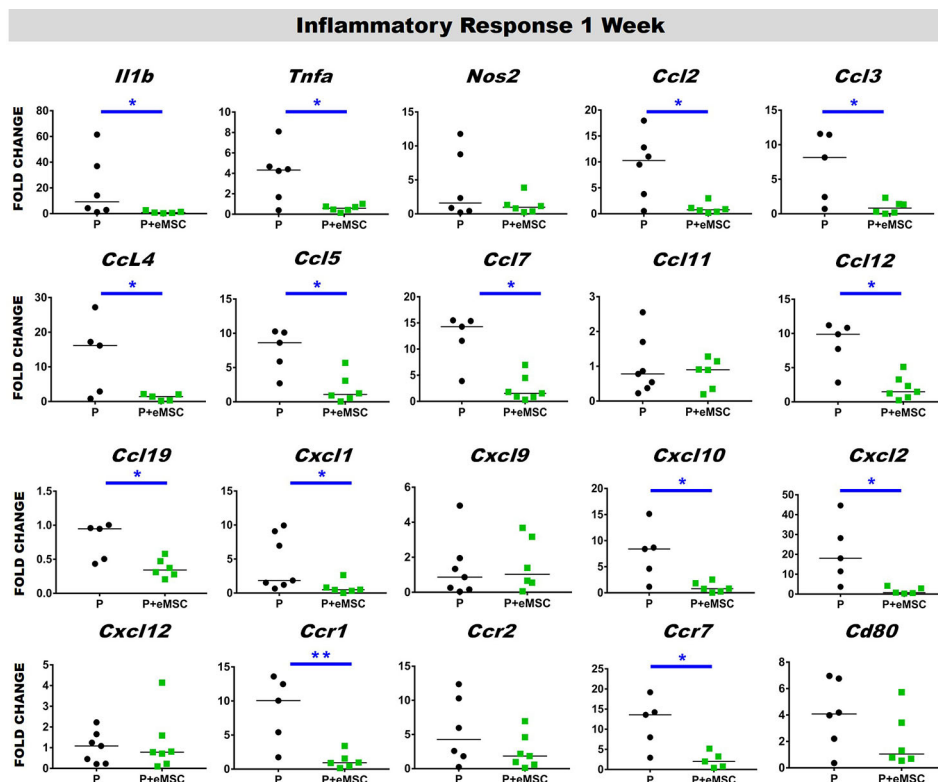 Inflammatory Response 1 Week
Il1b Tnfa Nos2 Ccl2 Ccl3
FOLD CHANGE
* * * *
80 60 40 20 0
10 8 6 4 2 0
15 10 5 0
20 15 10 5 0
15 10 5 0
P P+eMSC P P+eMSC P P+eMSC P P+eMSC P P+eMSC
CcL4 Ccl5 Ccl7 Ccl11 Ccl12
FOLD CHANGE
* * * *
30 20 10 0
15 10 5 0
20 15 10 5 0
3 2 1 0
15 10 5 0
P P+eMSC P P+eMSC P P+eMSC P P+eMSC P P+eMSC
Ccl19 Cxcl1 Cxcl9 Cxcl10 Cxcl2
FOLD CHANGE
* * * *
1.5 1.0 0.5 0.0
15 10 5 0
6 4 2 0
20 15 10 5 0
50 40 30 20 10 0
P P+eMSC P P+eMSC P P+eMSC P P+eMSC P P+eMSC
Cxcl12 Ccr1 Ccr2 Ccr7 Cd80
FOLD CHANGE
** *
5 4 3 2 1 0
15 10 5 0
15 10 5 0
25 20 15 10 5 0
8 6 4 2 0
P P+eMSC P P+eMSC P P+eMSC P P+eMSC P P+eMSC